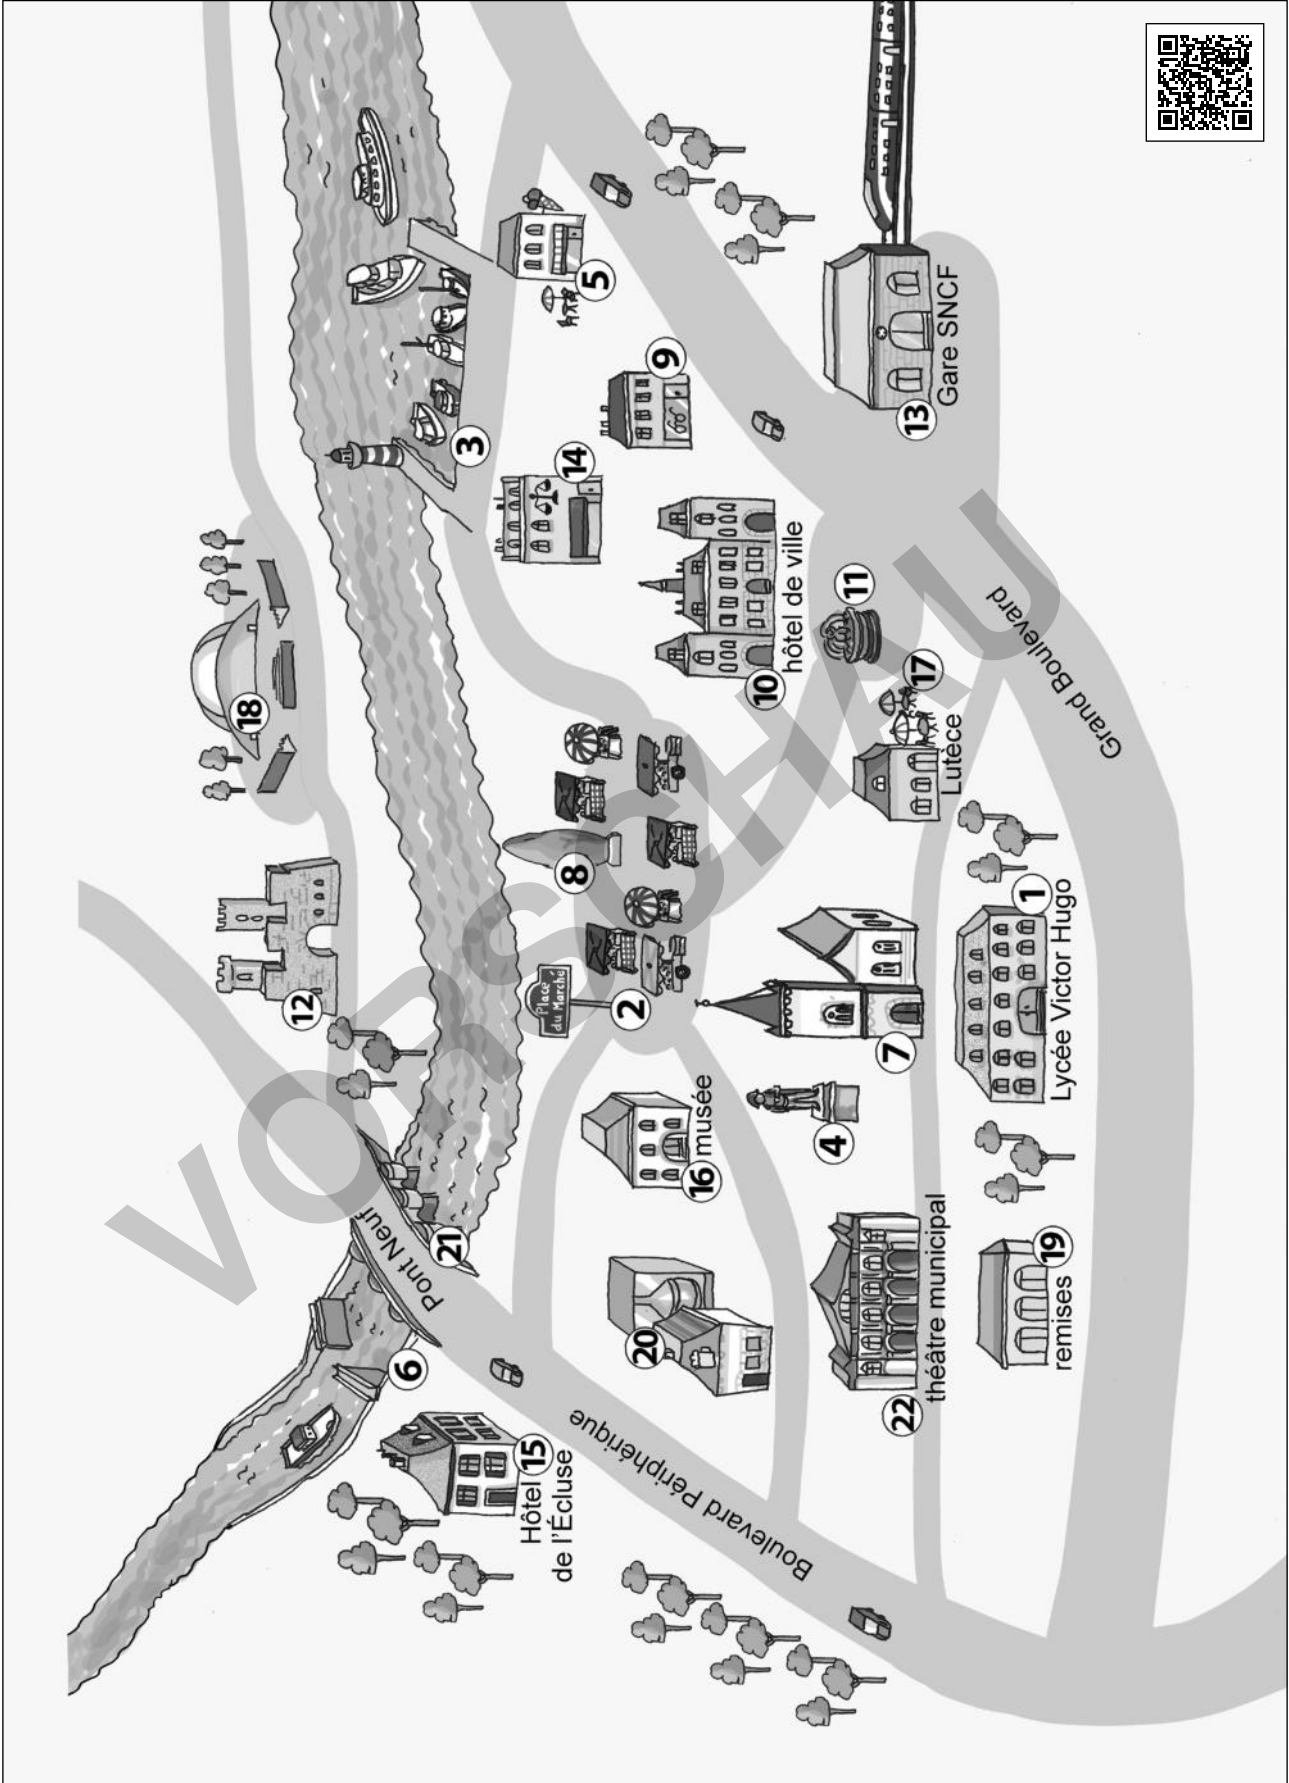 18
12
Pont Neuf
6
21
3
Hôtel 15
de l'Écluse
Place
du Marché
14
8
5
2
20
9
Boulevard Périphérique
16 musée
10
hôtel de ville
4
11
7
22
théâtre municipal
13
Gare SNCF
17
Lutèce
1
Lycée Victor Hugo
19
remises
Grand Boulevard
VORSCHAU